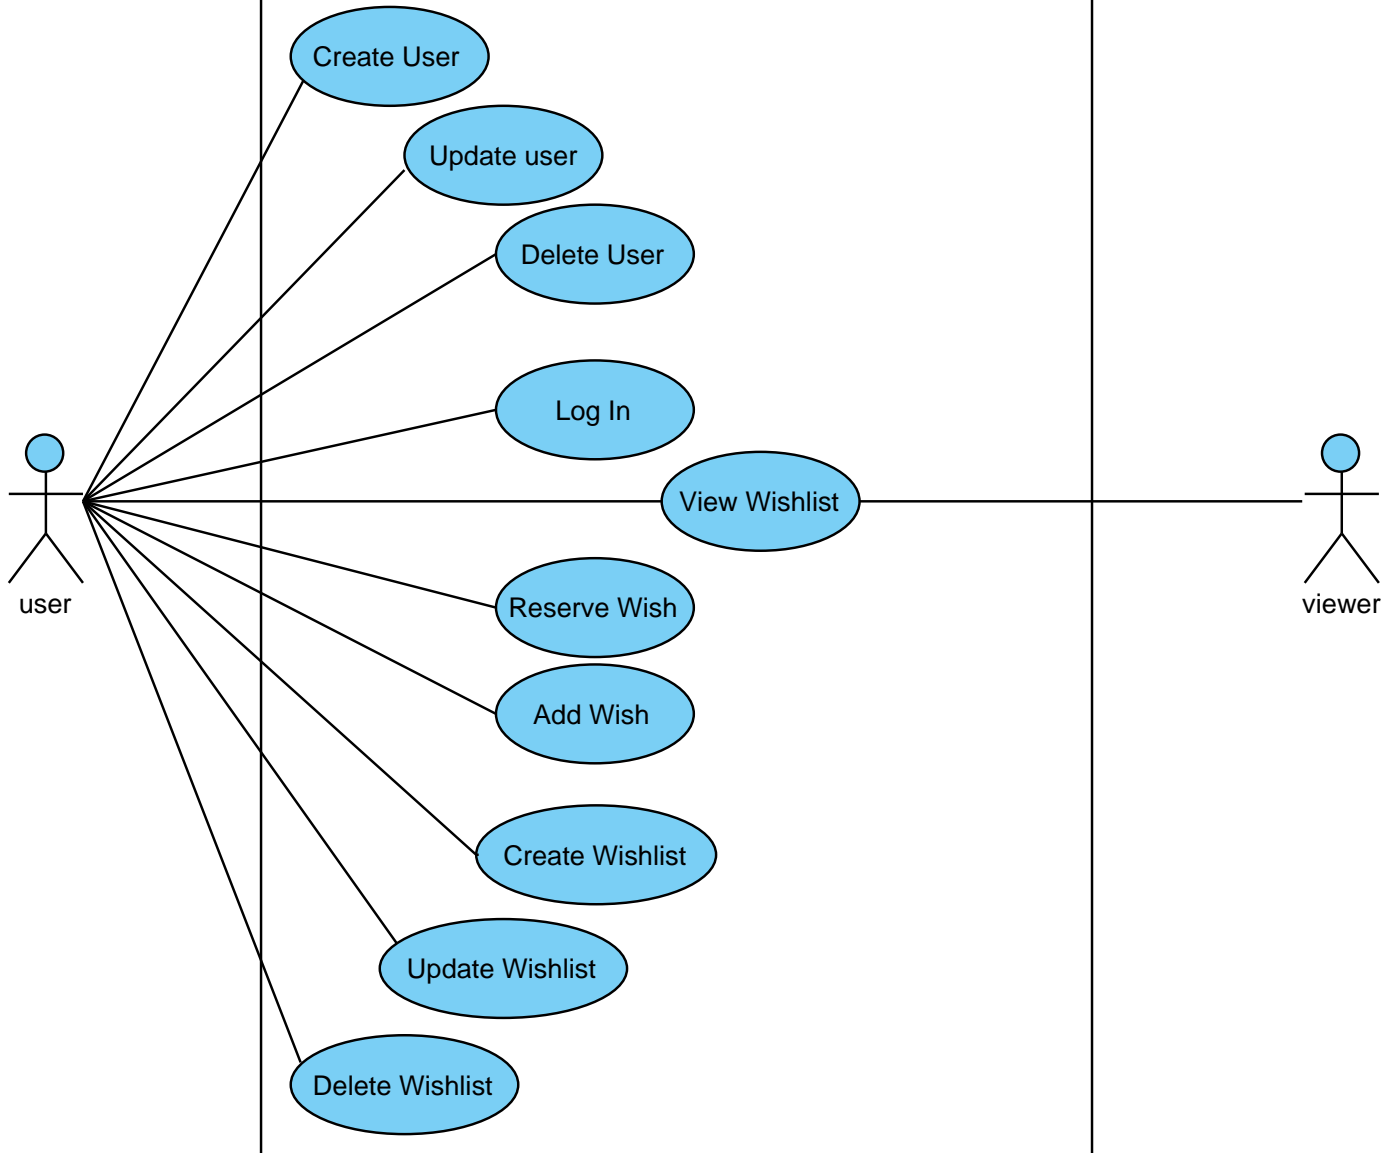 Create User
Update user
Delete User
Log In
View Wishlist
user
viewer
Reserve Wish
Add Wish
Create Wishlist
Update Wishlist
Delete Wishlist